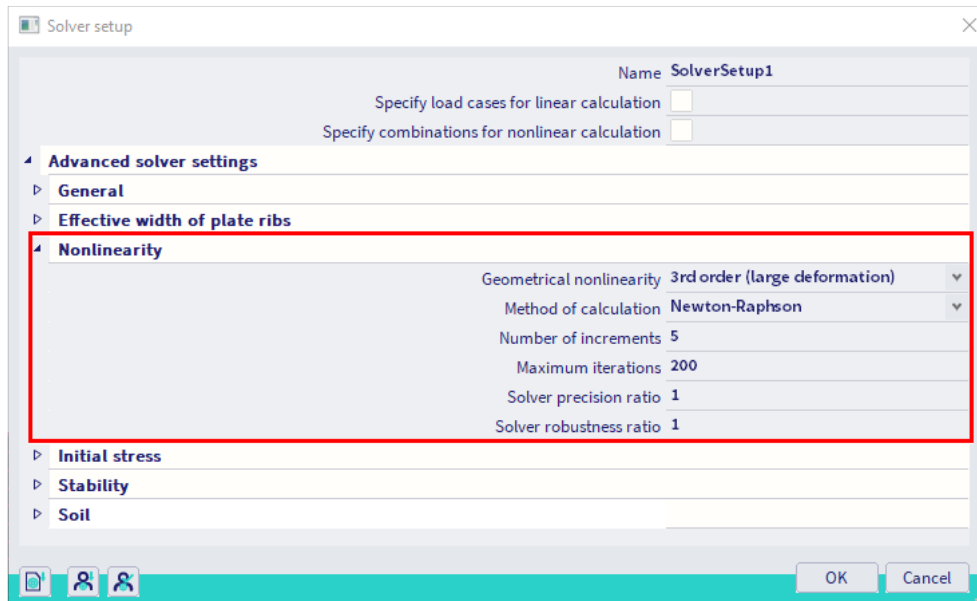 Solver setup
Name SolverSetup1
Specify load cases for linear calculation
Specify combinations for nonlinear calculation
Advanced solver settings
General
Effective width of plate ribs
Nonlinearity
Geometrical nonlinearity 3rd order (large deformation)
Method of calculation Newton-Raphson
Number of increments 5
Maximum iterations 200
Solver precision ratio 1
Solver robustness ratio 1
Initial stress
Stability
Soil
OK Cancel